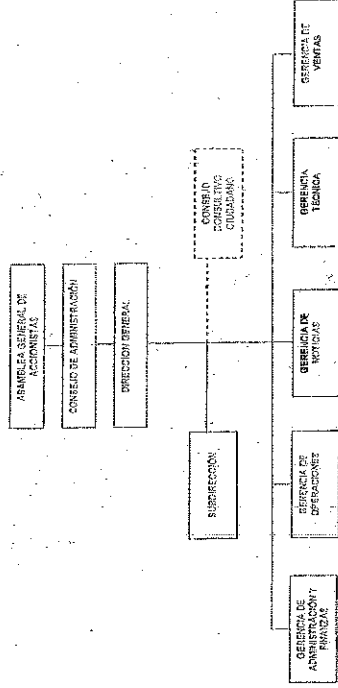 ASAMBLEA GENERAL DE
ACCIONISTAS
CONSEJO DE ADMINISTRACIÓN
DIRECCION GENERAL
SUBDIRECCIÓN
CONSEJO
CONSULTIVO
CIUDADANO
GERENCIA DE
ADMINISTRACIÓN Y
FINANZAS
GERENCIA DE
OPERACIONES
GERENCIA DE
NOTICIAS
GERENCIA
TÉCNICA
GERENCIA DE
VENTAS